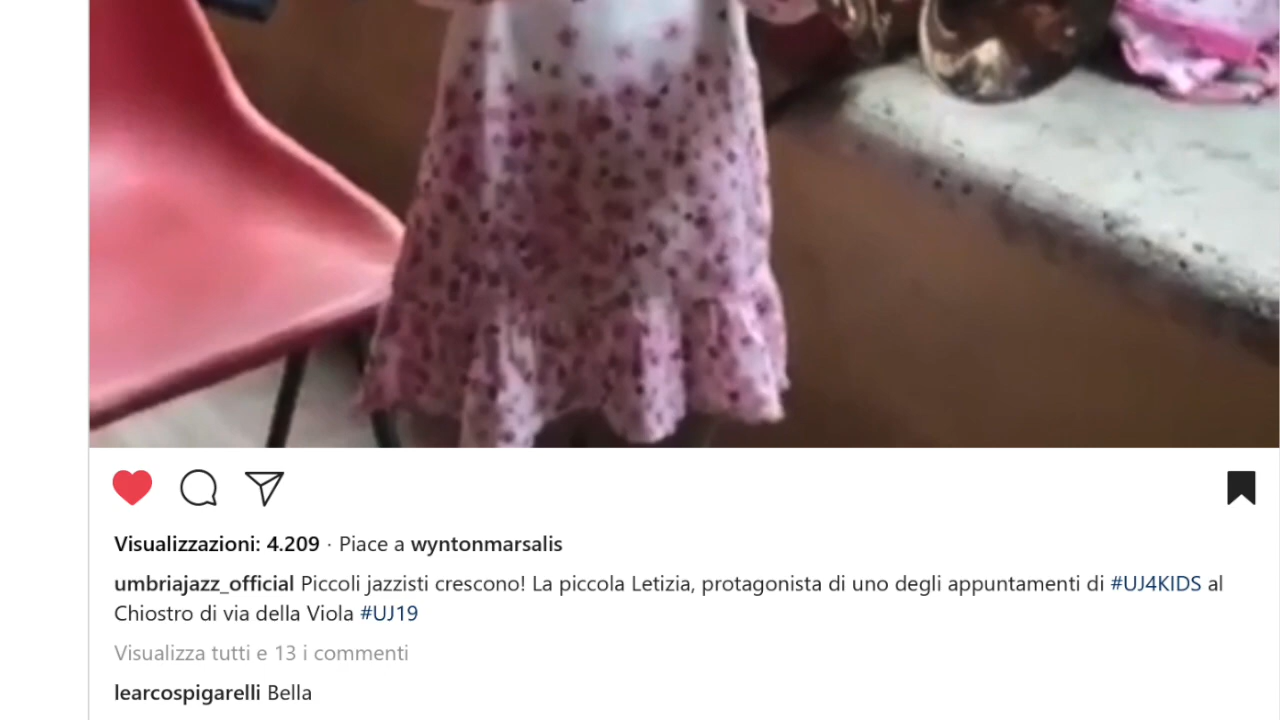 Visualizzazioni: 4.209 · Piace a wyntonmarsalis
umbriajazz_official Piccoli jazzisti crescono! La piccola Letizia, protagonista di uno degli appuntamenti di #UJ4KIDS al
Chiostro di via della Viola #UJ19
Visualizza tutti e 13 i commenti
learcospigarelli Bella